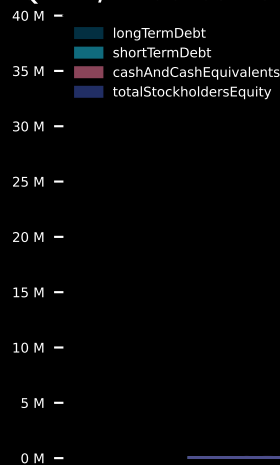 40 M
longTermDebt
shortTermDebt
35 M
cashAndCashEquivalents
totalStockholdersEquity
30 M
25 M
20 M
15 M
10 M
5 M
0 M